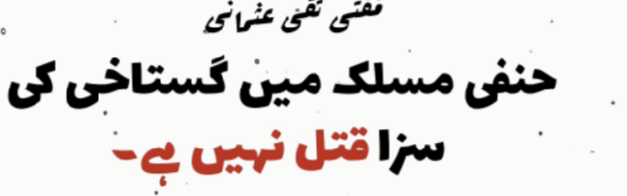 مفتی تقی عثمانی
حنفی مسلک میں گستاخی کی
سزا قتل نہیں ہے۔